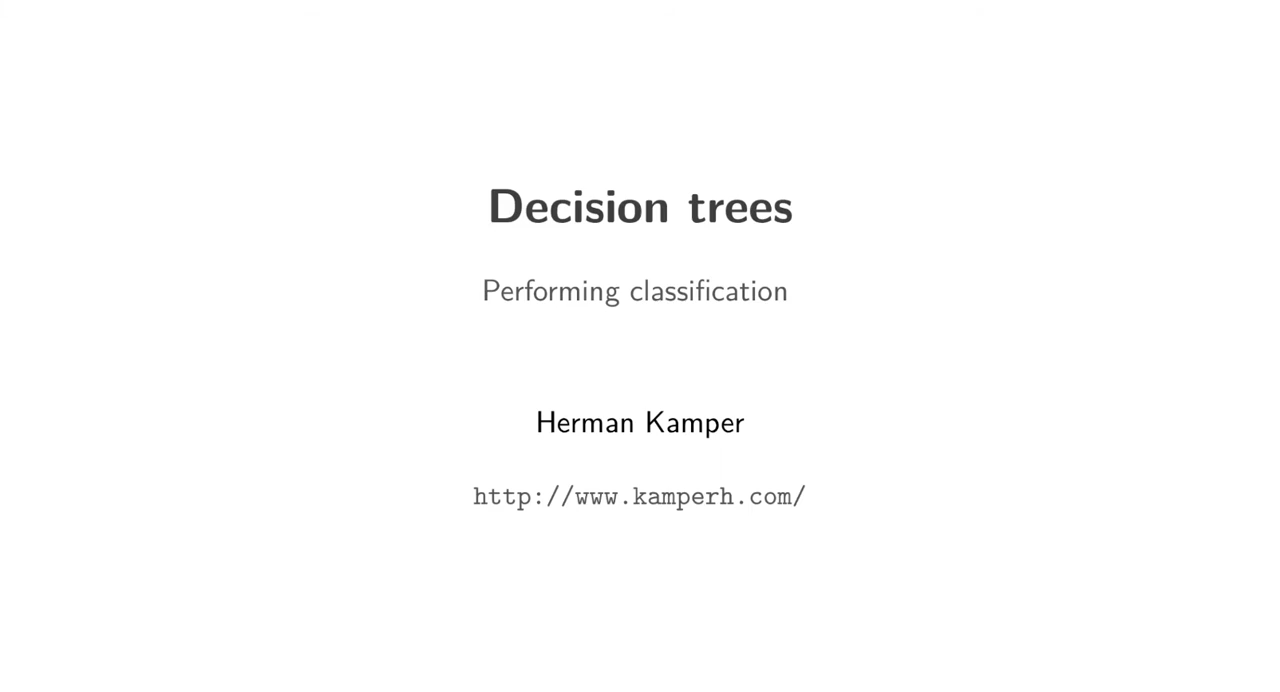 Decision trees
Performing classification
Herman Kamper
http://www.kamperh.com/